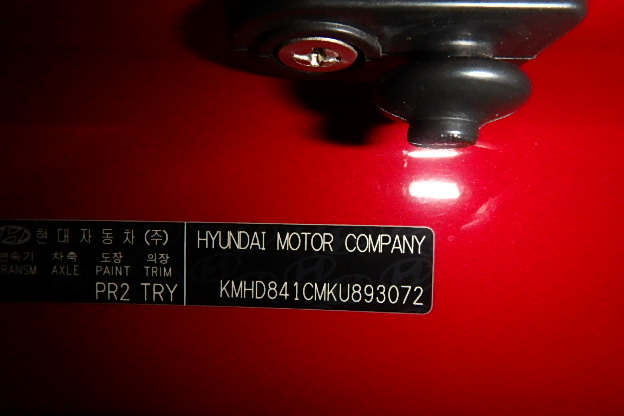 현대자동차 (주)
변속기 차축 도장 의장
TRANSM AXLE PAINT TRIM
PR2 TRY
HYUNDAI MOTOR COMPANY
KMHD841CMKU893072